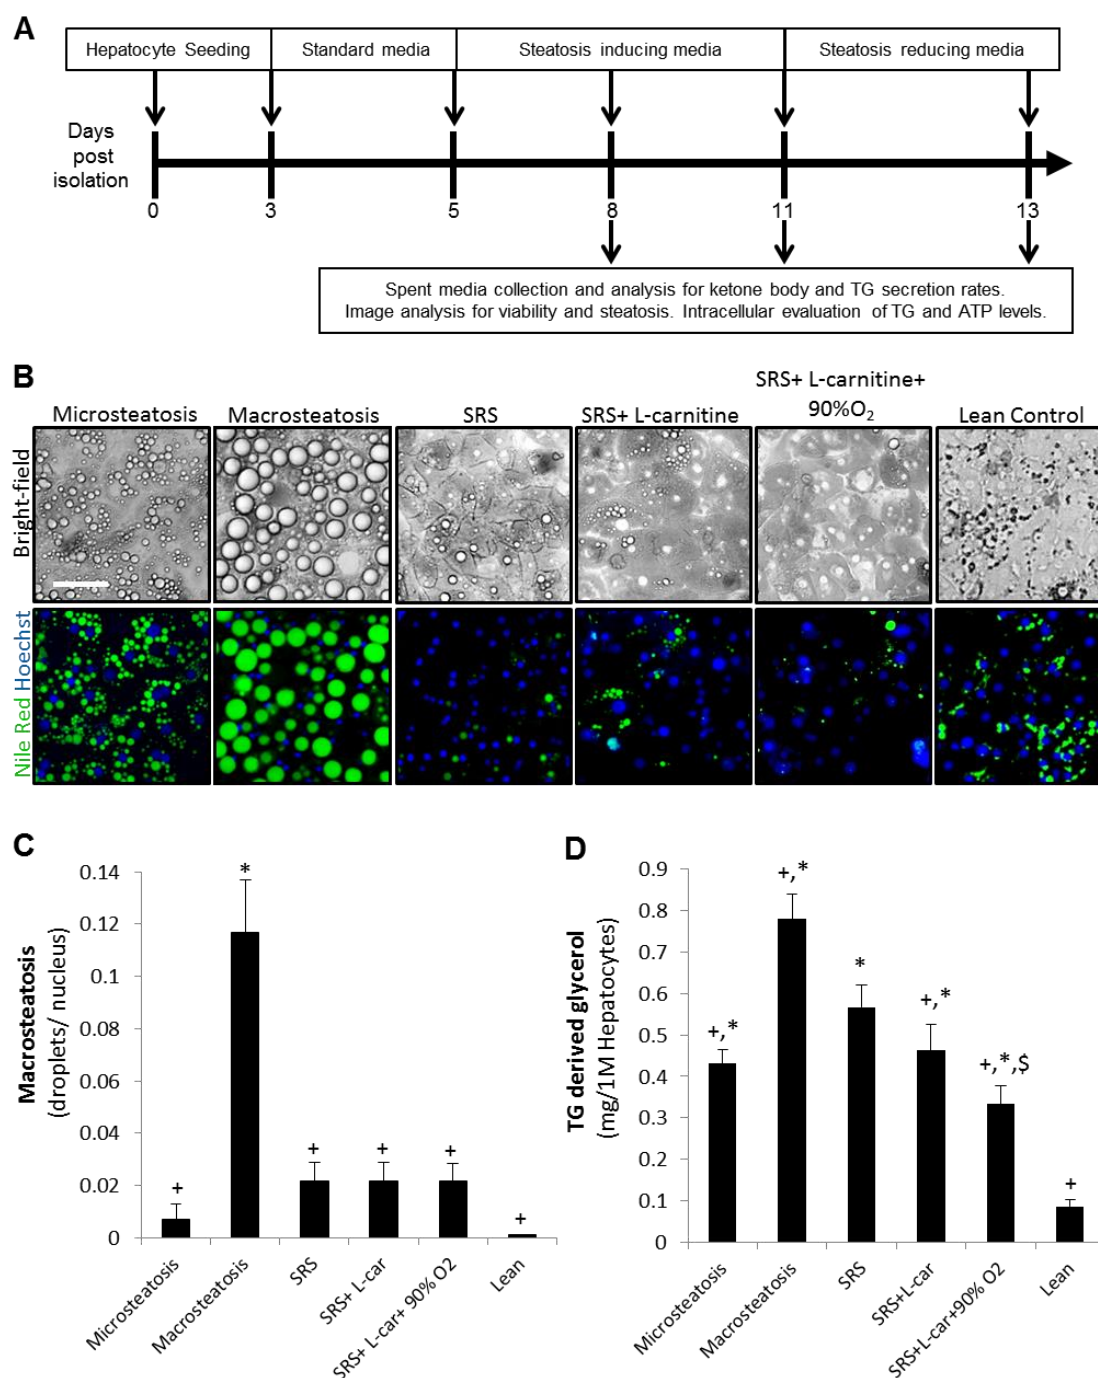 A
Hepatocyte Seeding
Standard media
Steatosis inducing media
Steatosis reducing media
Days
post
isolation
0
3
5
8
11
13
Spent media collection and analysis for ketone body and TG secretion rates.
Image analysis for viability and steatosis. Intracellular evaluation of TG and ATP levels.
B
Microsteatosis
Macrosteatosis
SRS
SRS+ L-carnitine
SRS+ L-carnitine+
90%O₂
Lean Control
Bright-field
Nile Red Hoechst
C
Macrosteatosis
(droplets/ nucleus)
0.14
0.12
0.1
0.08
0.06
0.04
0.02
0
+
*
+
+
+
+
Microsteatosis
Macrosteatosis
SRS
SRS+ L-car
SRS+ L-car+ 90% O2
Lean
D
TG derived glycerol
(mg/1M Hepatocytes)
0.9
0.8
0.7
0.6
0.5
0.4
0.3
0.2
0.1
0
+,*
+,*
*
+,*
+,*,$
+
Microsteatosis
Macrosteatosis
SRS
SRS+L-car
SRS+L-car+90% O2
Lean